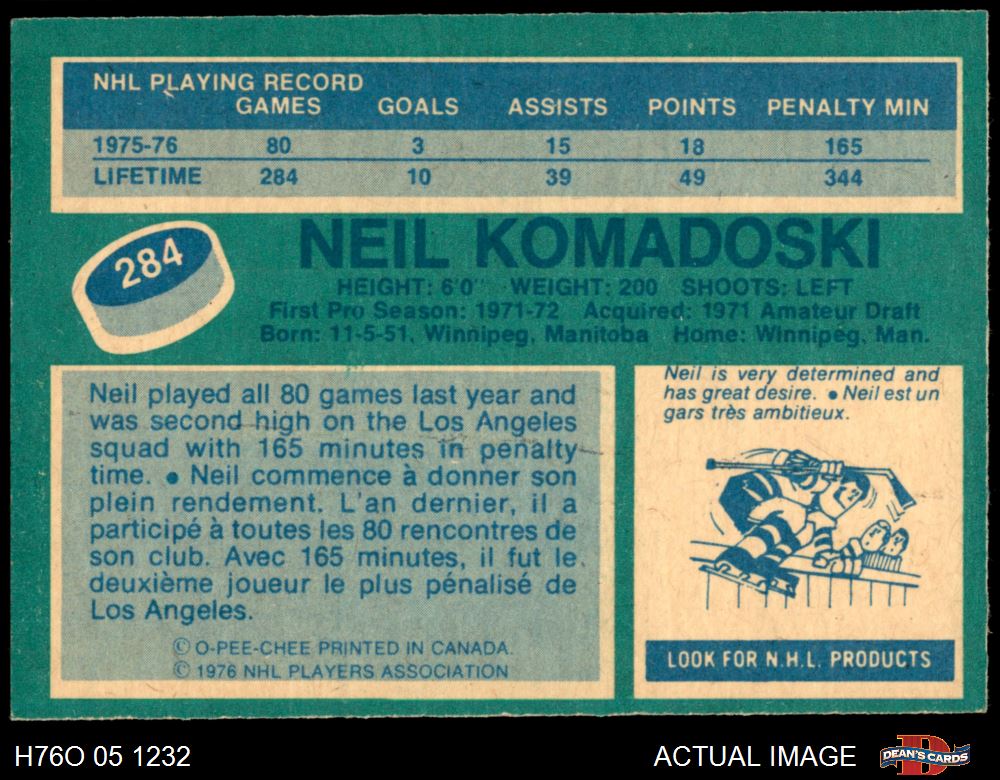 NHL PLAYING RECORD
GAMES GOALS ASSISTS POINTS PENALTY MIN
1975-76 80 3 15 18 165
LIFETIME 284 10 39 49 344
284
NEIL KOMADOSKI
HEIGHT: 6'0" WEIGHT: 200 SHOOTS: LEFT
First Pro Season: 1971-72 Acquired: 1971 Amateur Draft
Born: 11-5-51, Winnipeg, Manitoba Home: Winnipeg, Man.
Neil played all 80 games last year and
was second high on the Los Angeles
squad with 165 minutes in penalty
time. ● Neil commence à donner son
plein rendement. L'an dernier, il a
participé à toutes les 80 rencontres de
son club. Avec 165 minutes, il fut le
deuxième joueur le plus pénalisé de
Los Angeles.
© O-PEE-CHEE PRINTED IN CANADA.
© 1976 NHL PLAYERS ASSOCIATION
Neil is very determined and
has great desire. ● Neil est un
gars très ambitieux.
LOOK FOR N.H.L. PRODUCTS
H76O 05 1232
ACTUAL IMAGE
DEAN'S CARDS